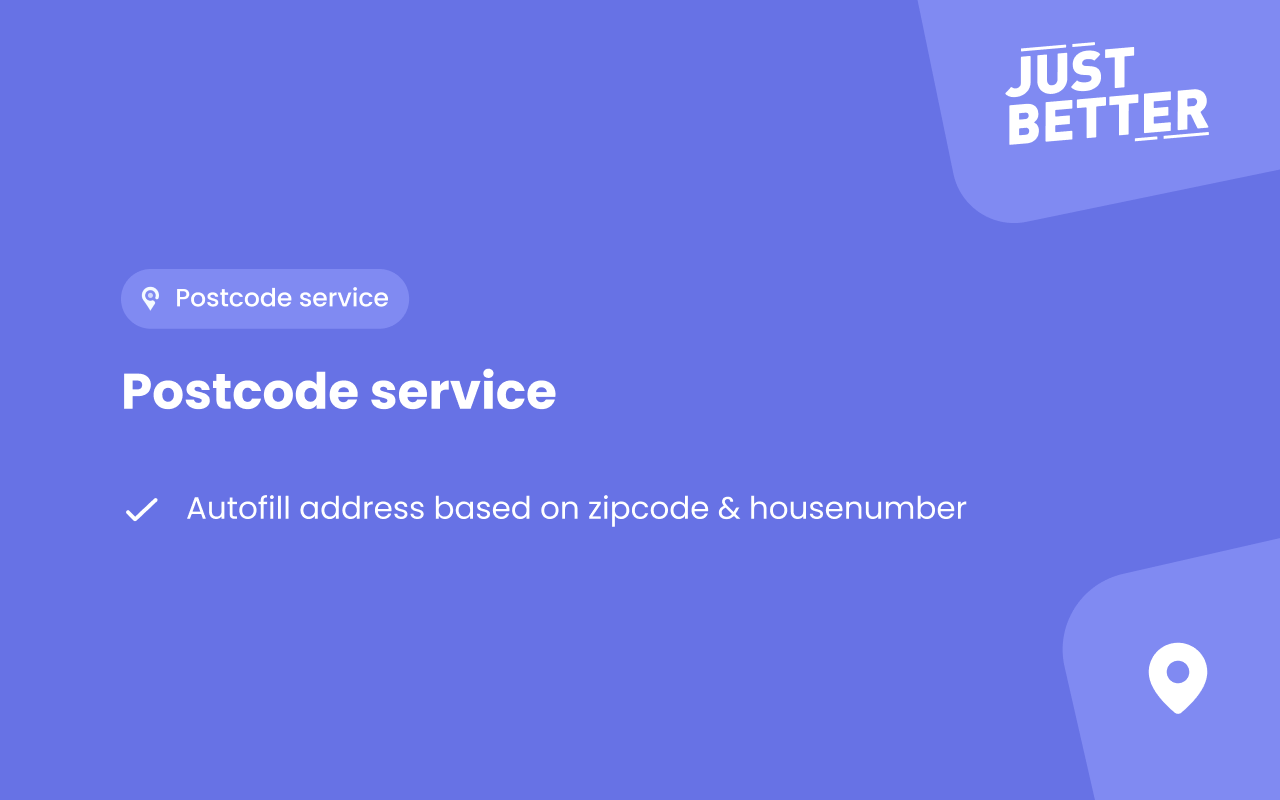 JUST
BETTER
Postcode service
Postcode service
Autofill address based on zipcode & housenumber